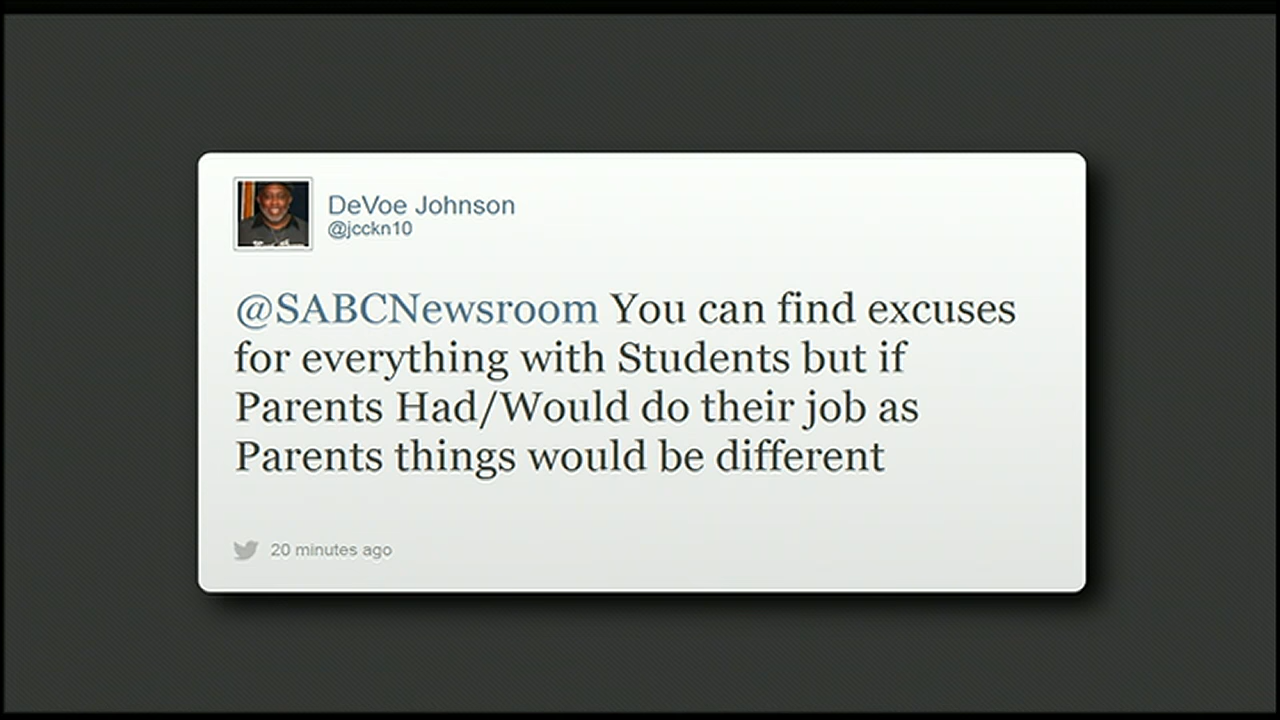 DeVoe Johnson
@jcckn10
@SABCNewsroom You can find excuses
for everything with Students but if
Parents Had/Would do their job as
Parents things would be different
20 minutes ago